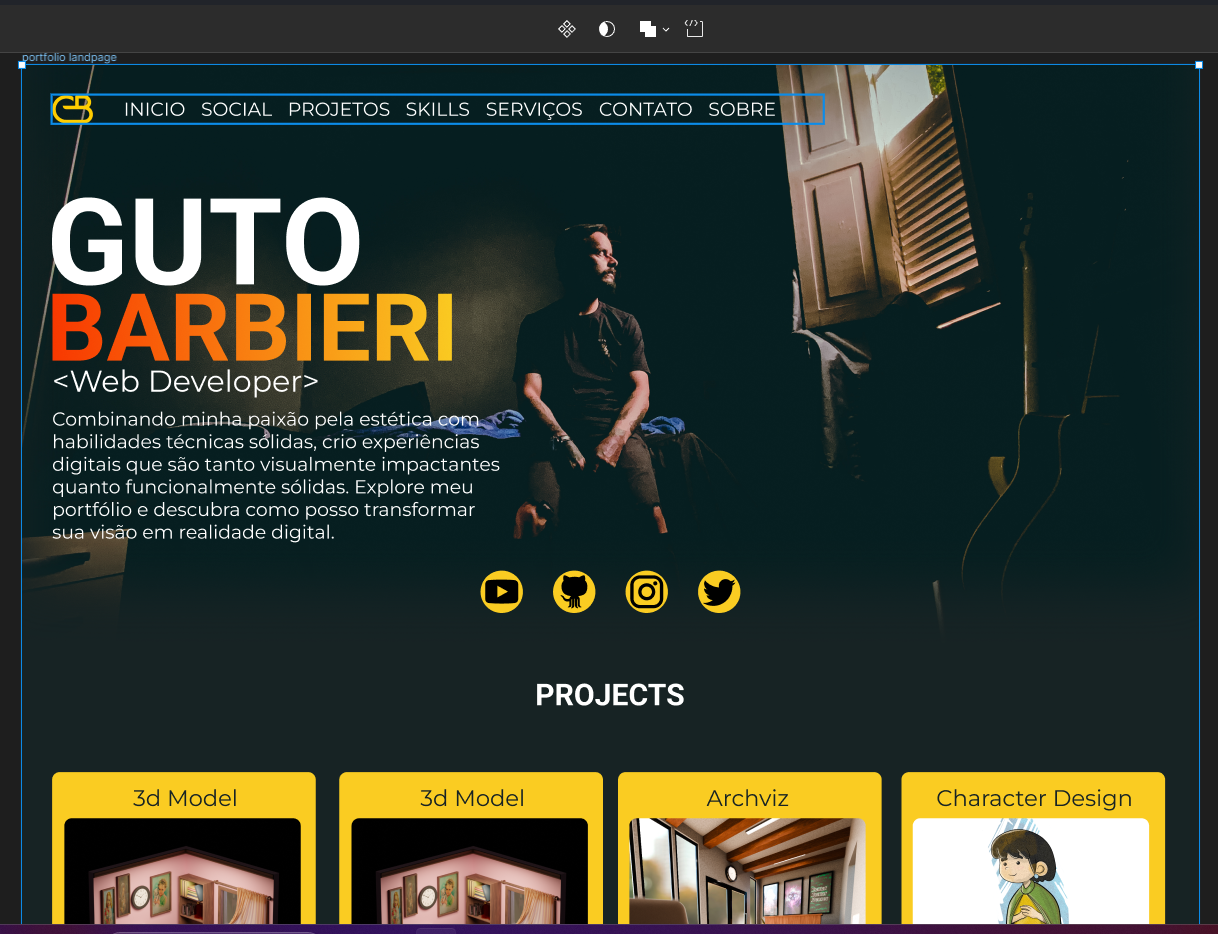 portfolio landpage
INICIO SOCIAL PROJETOS SKILLS SERVIÇOS CONTATO SOBRE
GUTO
BARBIERI
<Web Developer>
Combinando minha paixão pela estética com
habilidades técnicas sólidas, crio experiências
digitais que são tanto visualmente impactantes
quanto funcionalmente sólidas. Explore meu
portfólio e descubra como posso transformar
sua visão em realidade digital.
PROJECTS
3d Model
3d Model
Archviz
Character Design